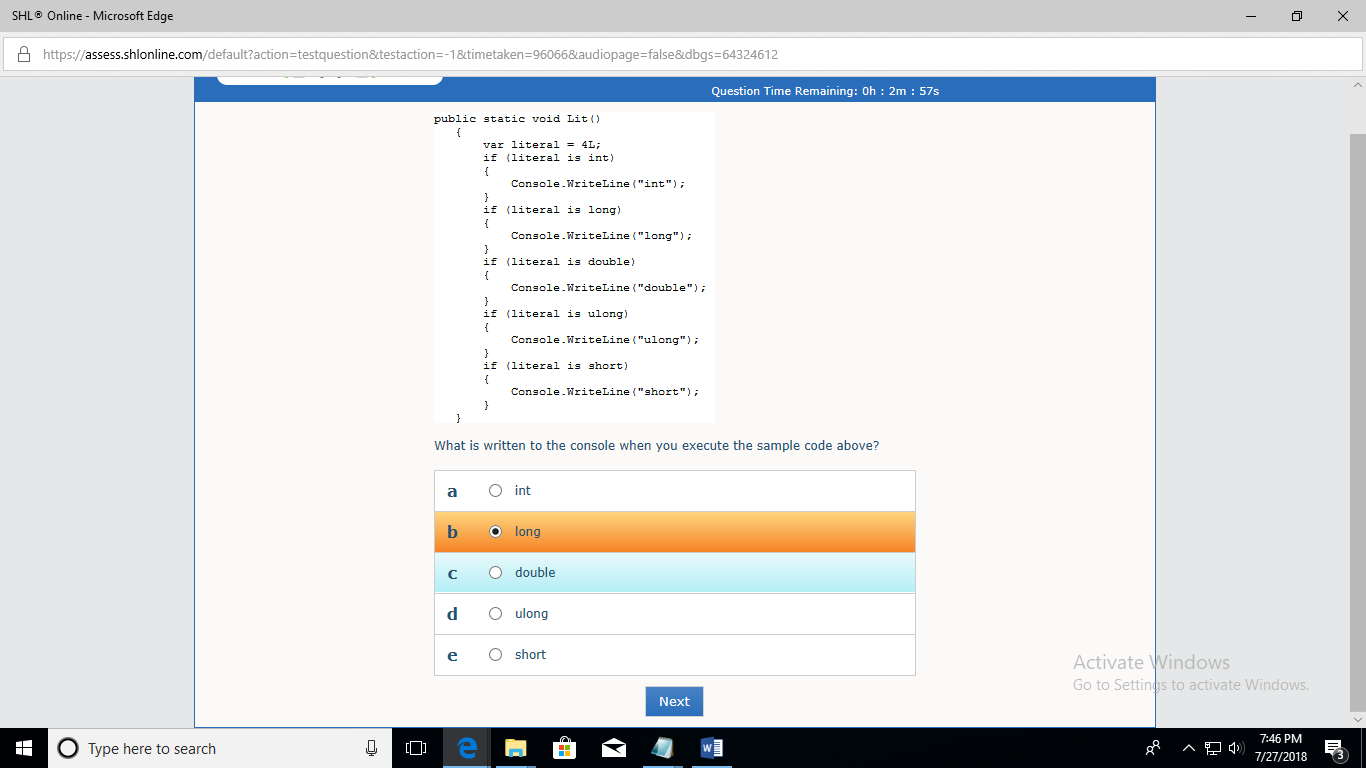 SHL® Online - Microsoft Edge
https://assess.shlonline.com/default?action=testquestion&testaction=-1&timetaken=96066&audiopage=false&dbgs=64324612
Question Time Remaining: 0h : 2m : 57s
public static void Lit()
{
var literal = 4L;
if (literal is int)
{
Console.WriteLine("int");
}
if (literal is long)
{
Console.WriteLine("long");
}
if (literal is double)
{
Console.WriteLine("double");
}
if (literal is ulong)
{
Console.WriteLine("ulong");
}
if (literal is short)
{
Console.WriteLine("short");
}
}
What is written to the console when you execute the sample code above?
a int
b long
c double
d ulong
e short
Next
Activate Windows
Go to Settings to activate Windows.
Type here to search
7:46 PM
7/27/2018
3